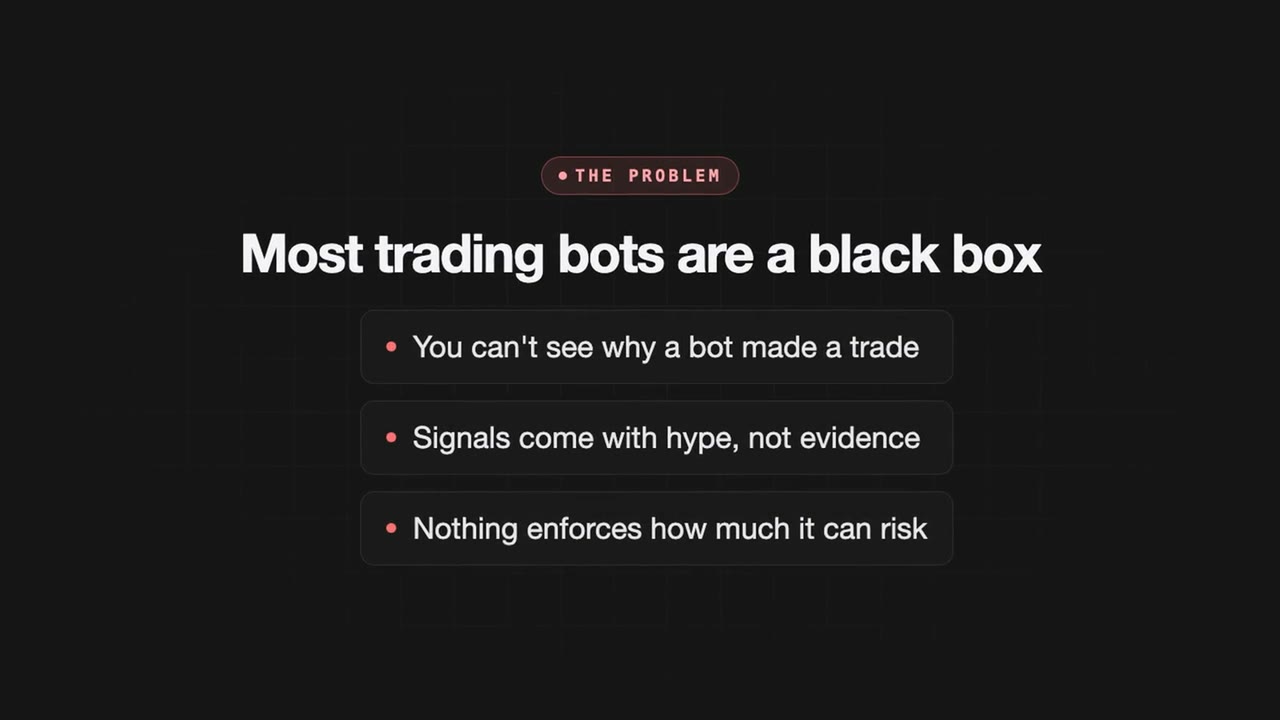 THE PROBLEM
Most trading bots are a black box
You can't see why a bot made a trade
Signals come with hype, not evidence
Nothing enforces how much it can risk